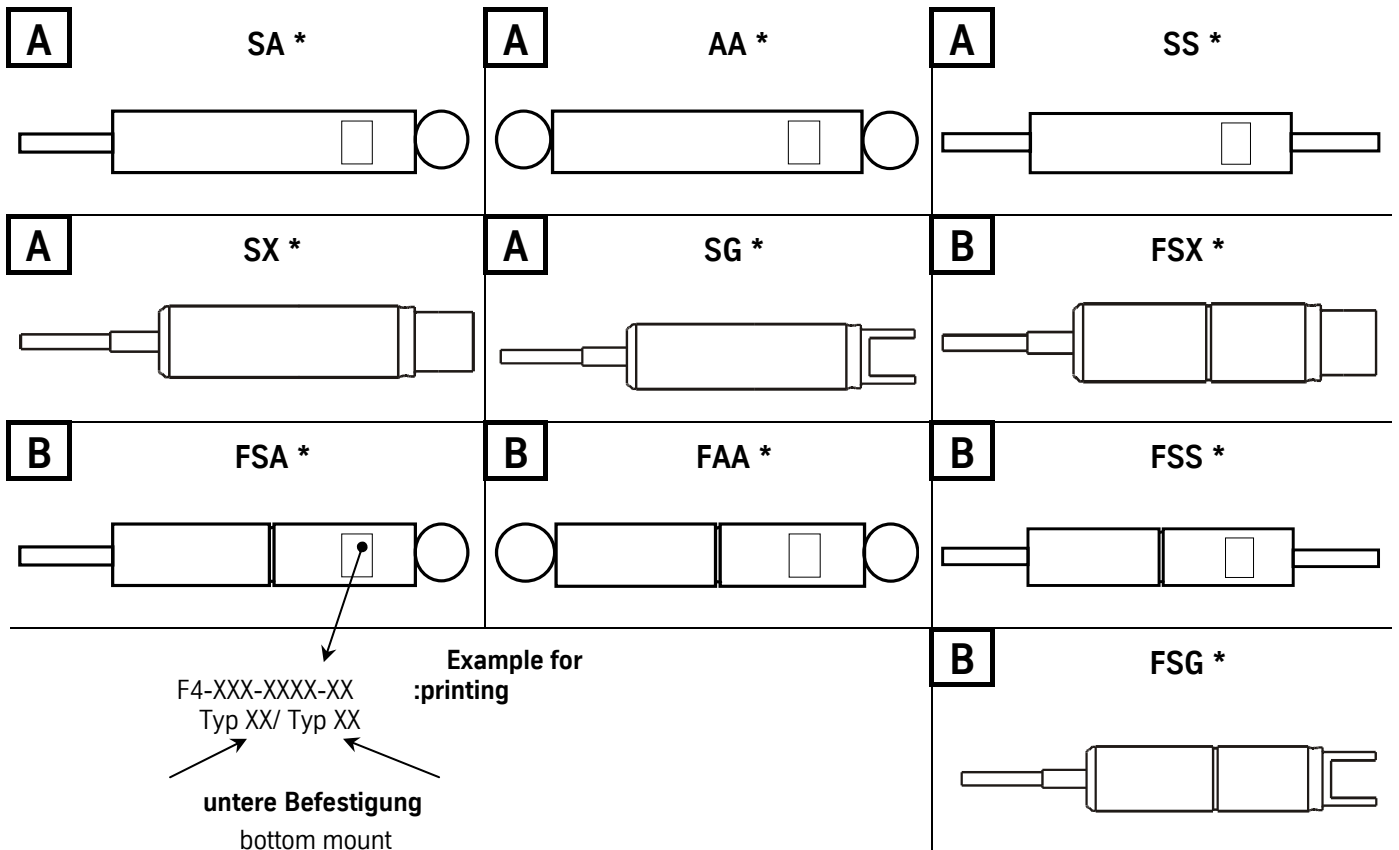 A
SA *
A
AA *
A
SS *
A
SX *
A
SG *
B
FSX *
B
FSA *
B
FAA *
B
FSS *
Example for
:printing
F4-XXX-XXXX-XX
Typ XX/ Typ XX
untere Befestigung
bottom mount
B
FSG *